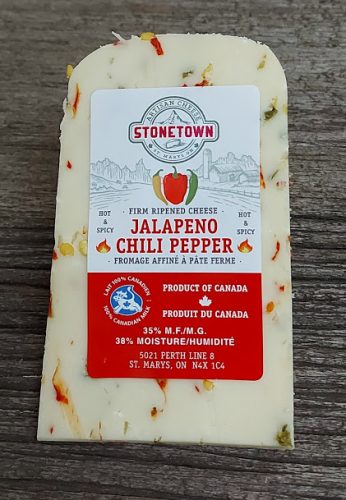 ARTISAN CHEESE
STONETOWN
ST. MARYS, ON
FIRM RIPENED CHEESE
HOT & SPICY
JALAPENO
HOT & SPICY
CHILI PEPPER
FROMAGE AFFINÉ À PÂTE FERME
LAIT 100% CANADIEN
100% CANADIAN MILK
PRODUCT OF CANADA
PRODUIT DU CANADA
35% M.F./M.G.
38% MOISTURE/HUMIDITÉ
5021 PERTH LINE 8
ST. MARYS, ON N4X 1C4